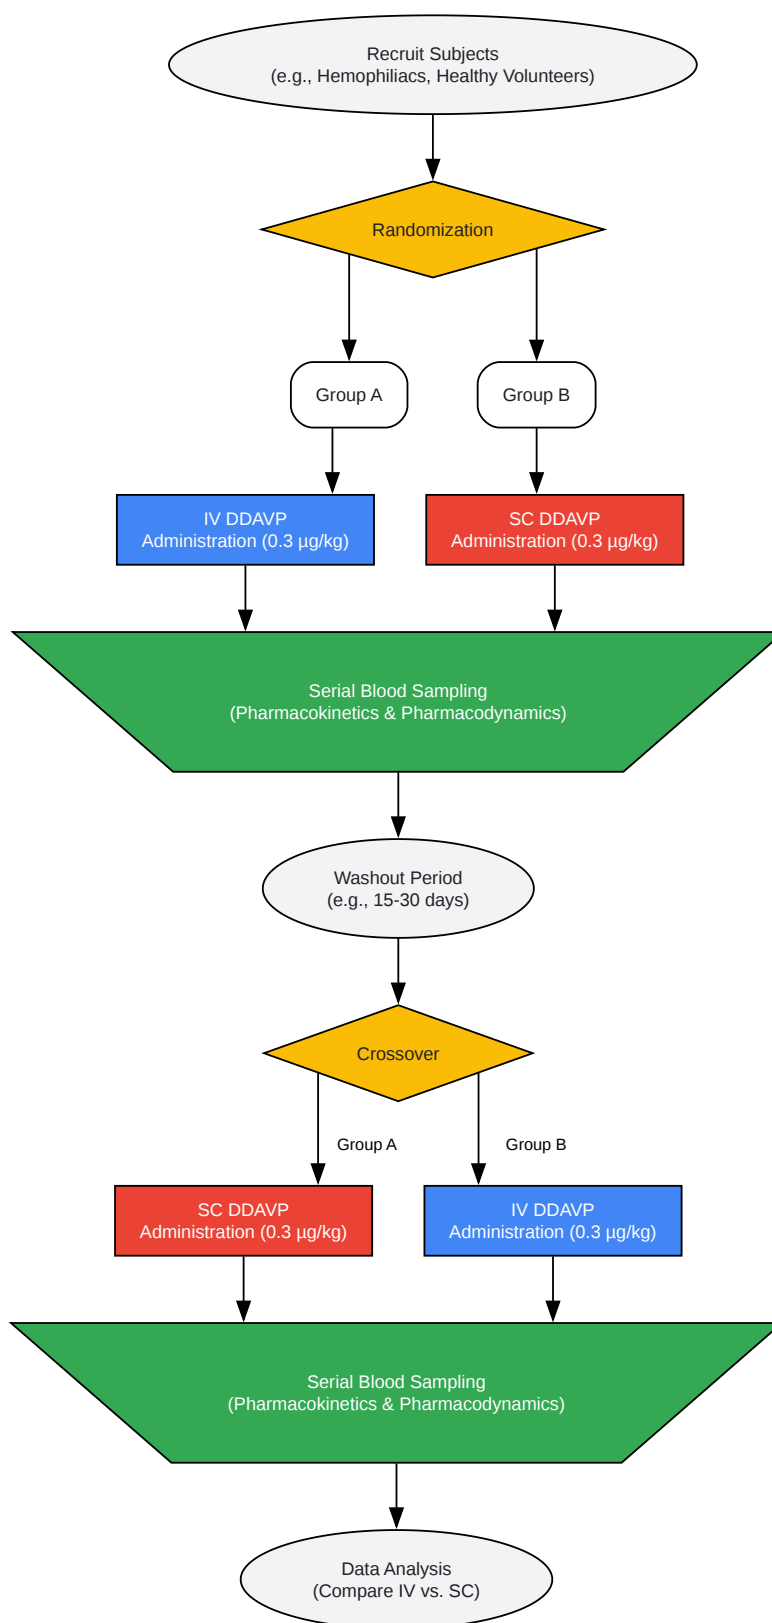 Recruit Subjects
(e.g., Hemophiliacs, Healthy Volunteers)
Randomization
Group A
Group B
IV DDAVP
Administration (0.3 µg/kg)
SC DDAVP
Administration (0.3 µg/kg)
Serial Blood Sampling
(Pharmacokinetics & Pharmacodynamics)
Washout Period
(e.g., 15-30 days)
Crossover
Group A
Group B
SC DDAVP
Administration (0.3 µg/kg)
IV DDAVP
Administration (0.3 µg/kg)
Serial Blood Sampling
(Pharmacokinetics & Pharmacodynamics)
Data Analysis
(Compare IV vs. SC)